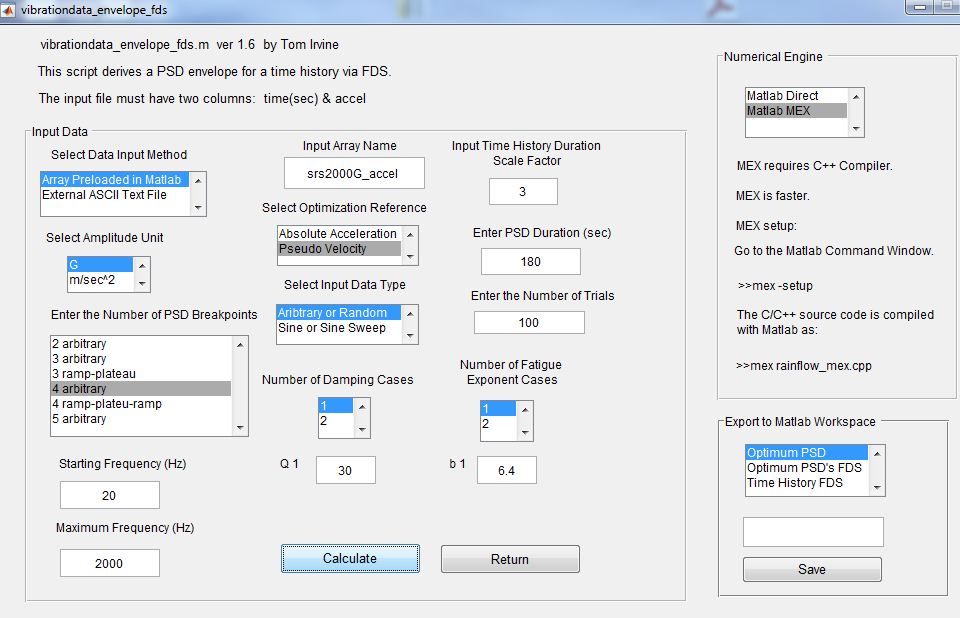 vibrationdata_envelope_fds
vibrationdata_envelope_fds.m ver 1.6 by Tom Irvine
This script derives a PSD envelope for a time history via FDS.
The input file must have two columns: time(sec) & accel
Input Data
Select Data Input Method
Array Preloaded in Matlab
External ASCII Text File
Select Amplitude Unit
G
m/sec^2
Enter the Number of PSD Breakpoints
2 arbitrary
3 arbitrary
3 ramp-plateau
4 arbitrary
4 ramp-plateu-ramp
5 arbitrary
Starting Frequency (Hz)
20
Maximum Frequency (Hz)
2000
Input Array Name
srs2000G_accel
Select Optimization Reference
Absolute Acceleration
Pseudo Velocity
Select Input Data Type
Aribtrary or Random
Sine or Sine Sweep
Number of Damping Cases
1
2
Q 1
30
Input Time History Duration
Scale Factor
3
Enter PSD Duration (sec)
180
Enter the Number of Trials
100
Number of Fatigue
Exponent Cases
1
2
b 1
6.4
Calculate
Return
Numerical Engine
Matlab Direct
Matlab MEX
MEX requires C++ Compiler.
MEX is faster.
MEX setup:
Go to the Matlab Command Window.
>>mex -setup
The C/C++ source code is compiled
with Matlab as:
>>mex rainflow_mex.cpp
Export to Matlab Workspace
Optimum PSD
Optimum PSD's FDS
Time History FDS
Save